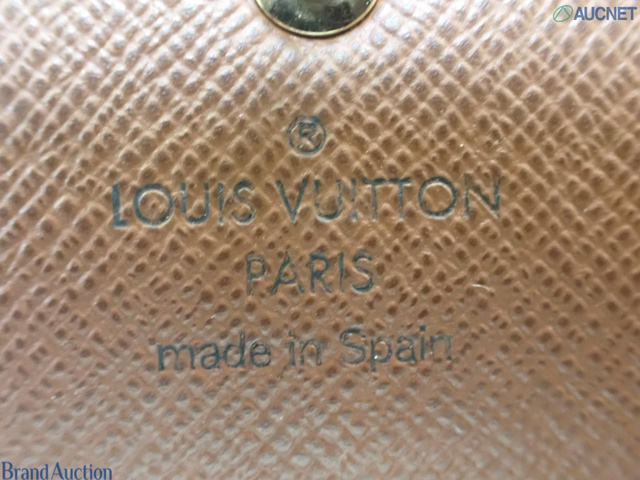 AUCNET
®
LOUIS VUITTON
PARIS
made in Spain
Brand Auction